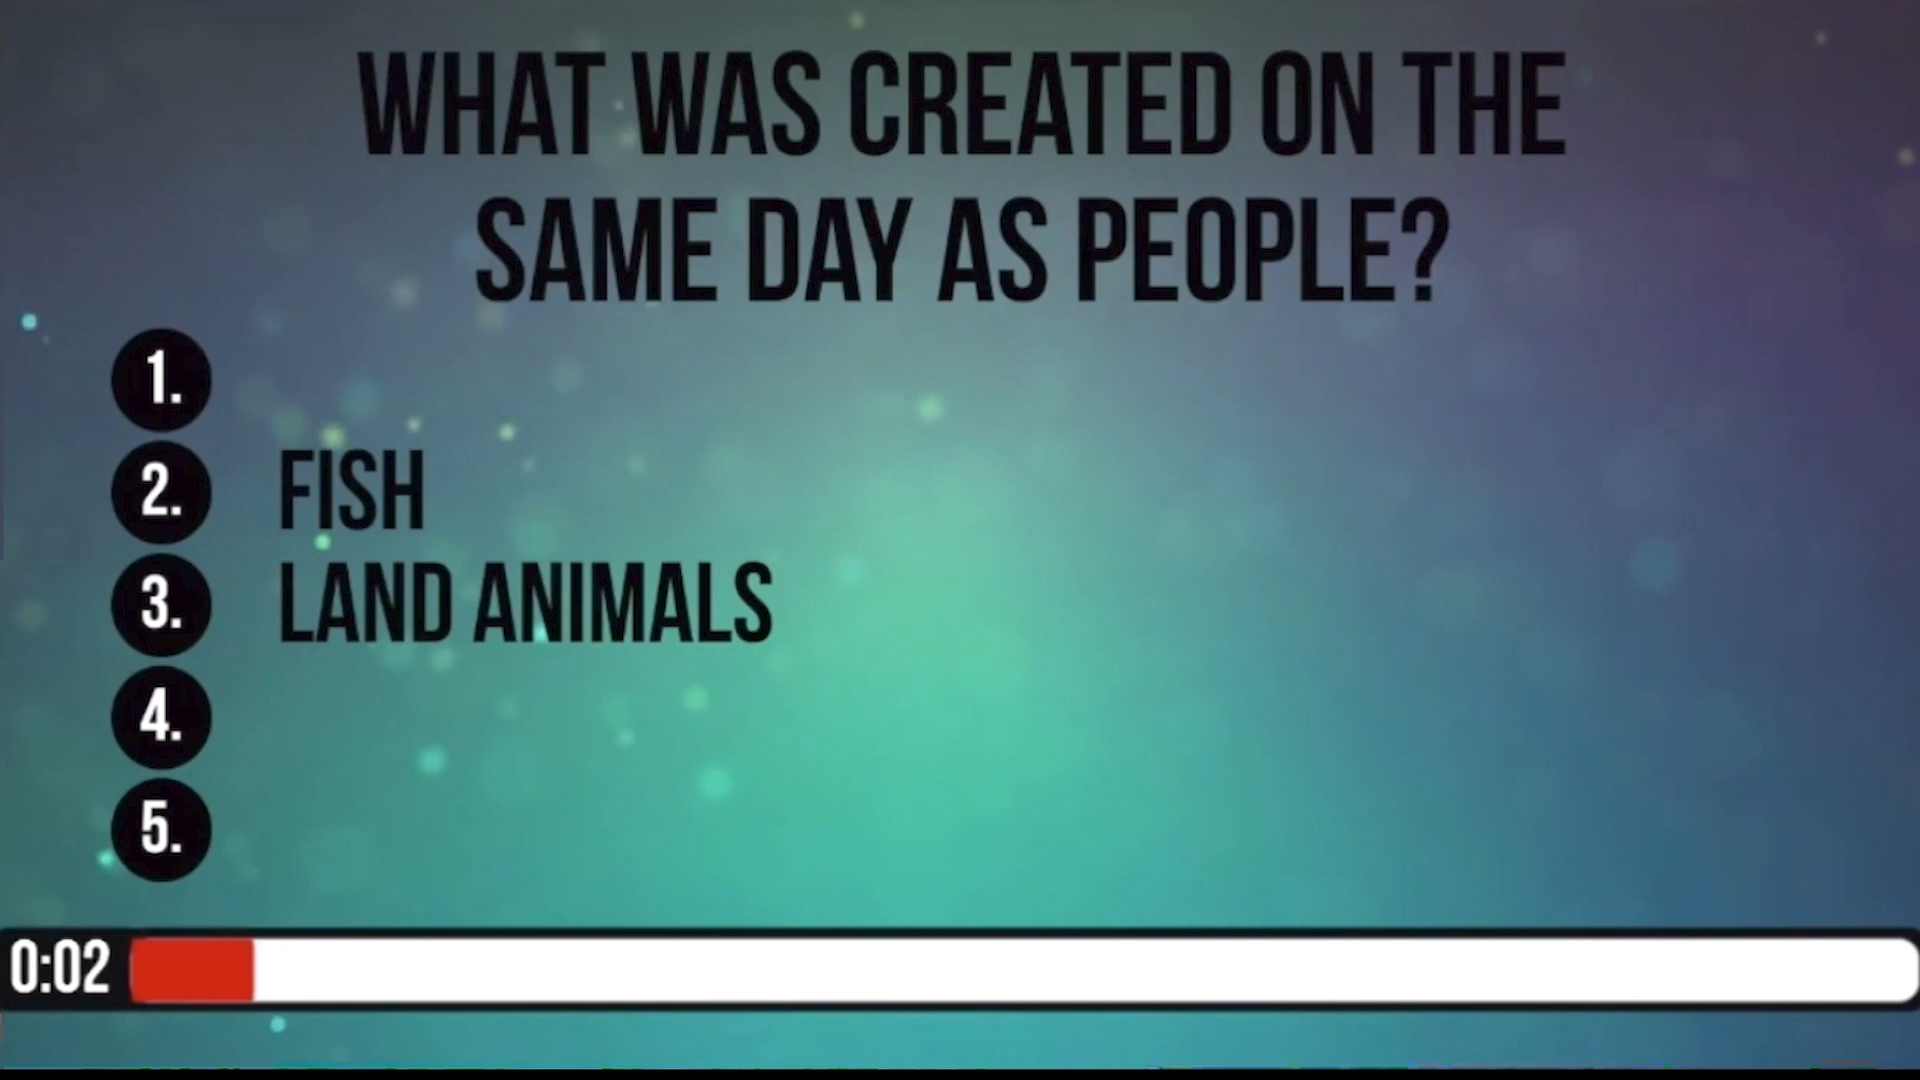 WHAT WAS CREATED ON THE
SAME DAY AS PEOPLE?
1.
2. FISH
3. LAND ANIMALS
4.
5.
0:02